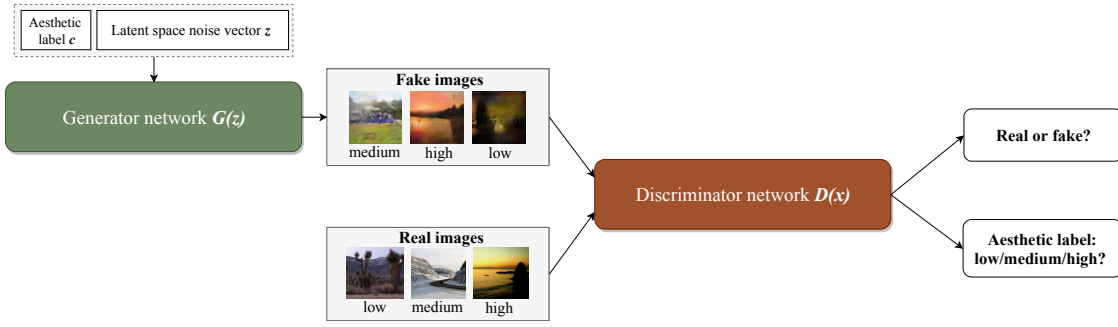 Aesthetic
label c
Latent space noise vector z
Generator network G(z)
Fake images
medium high low
Real images
low medium high
Discriminator network D(x)
Real or fake?
Aesthetic label:
low/medium/high?